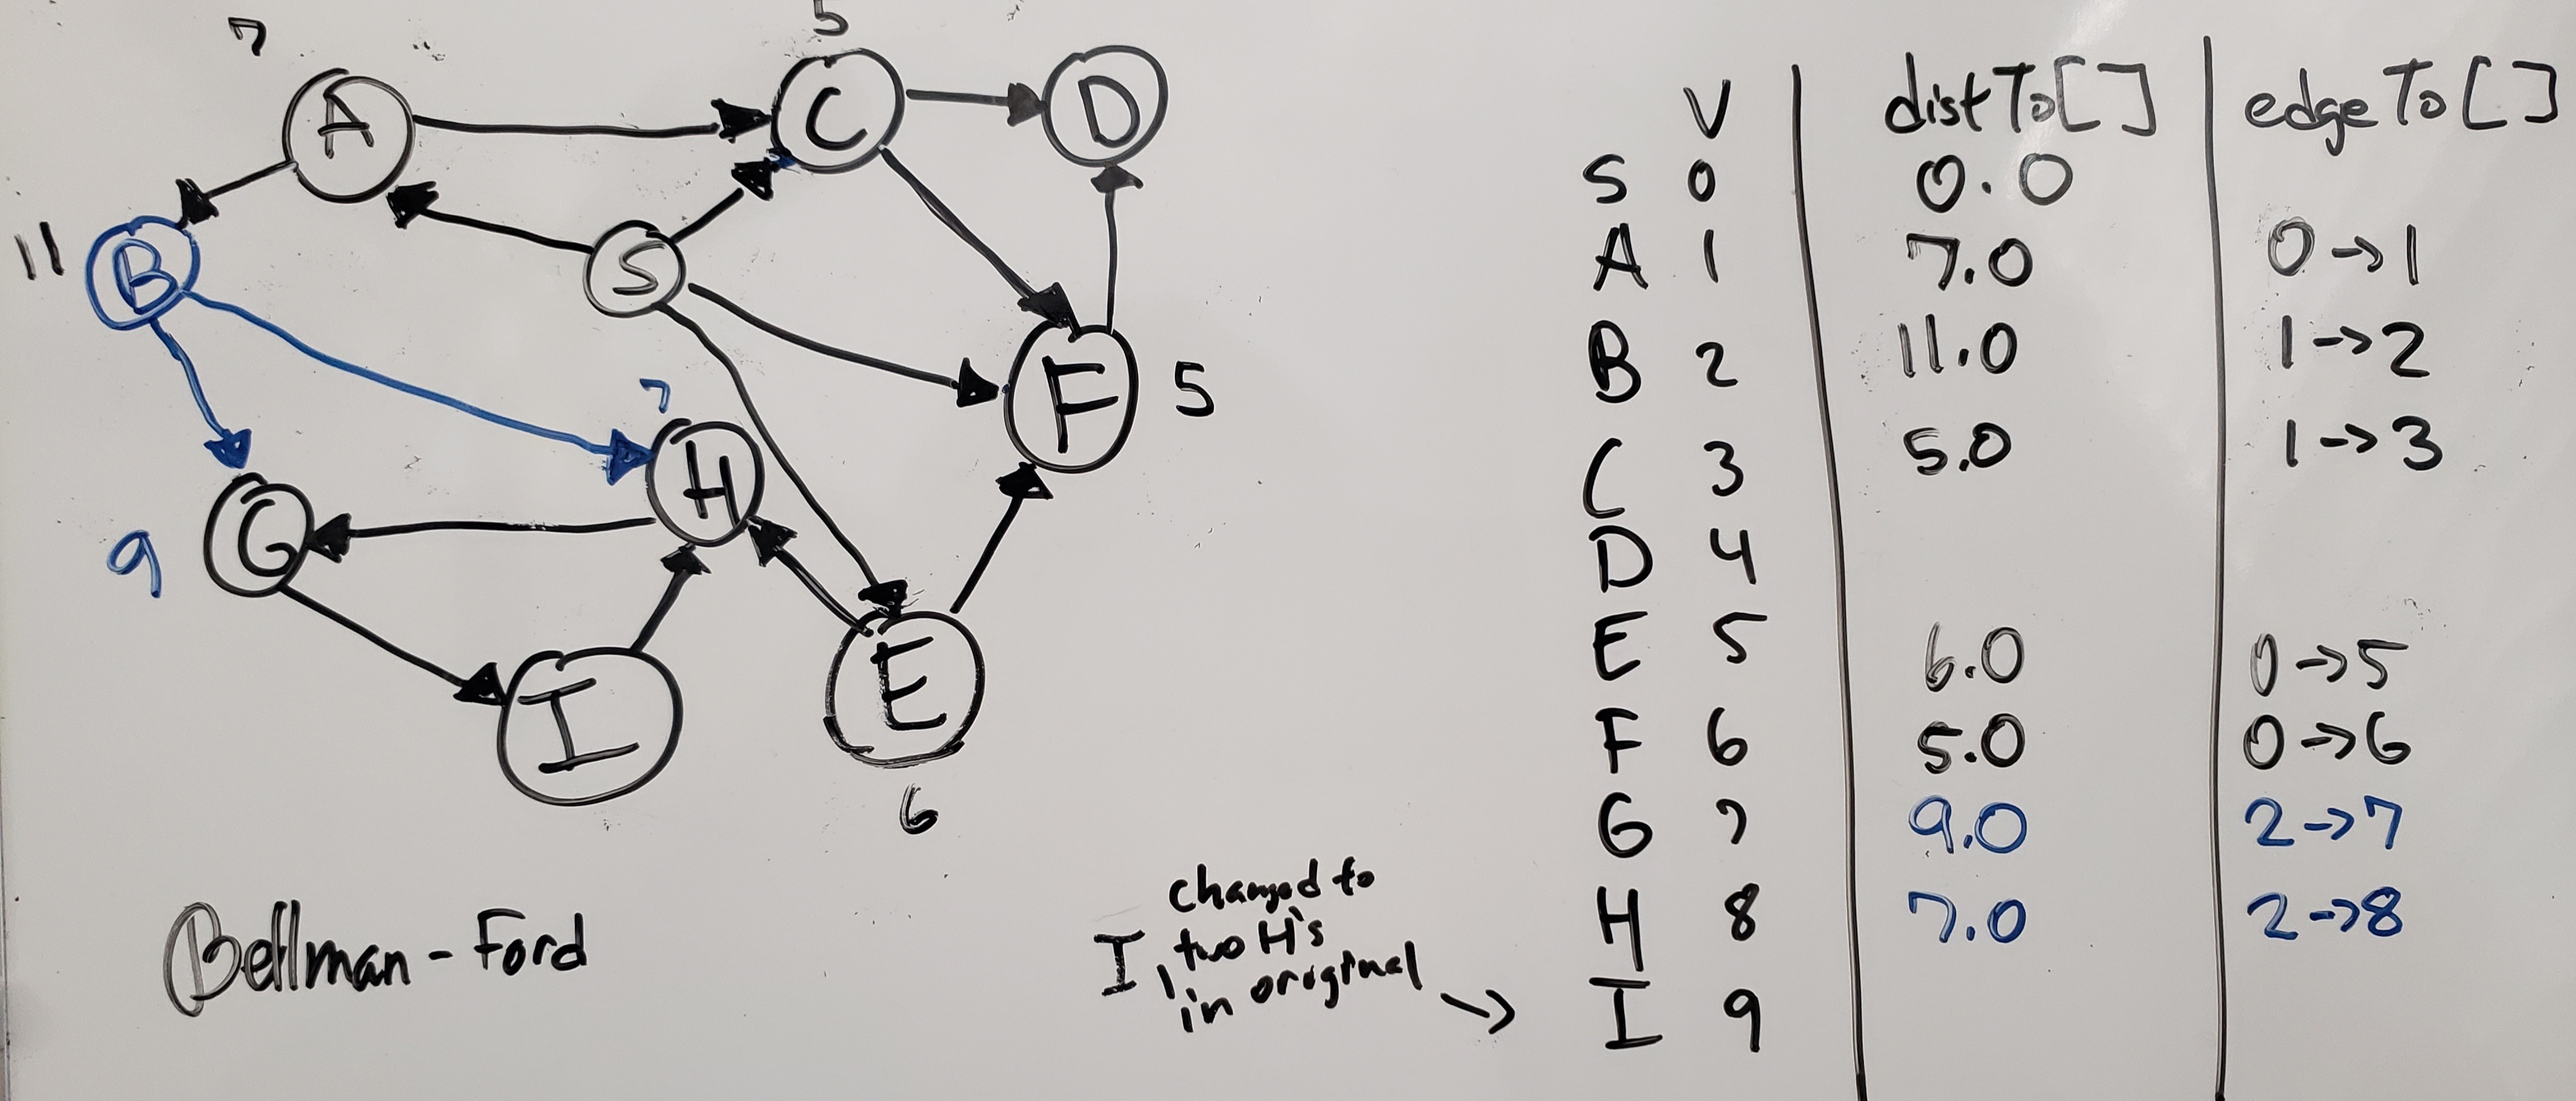 7
5
A
C
D
11
B
S
7
H
F
5
G
9
I
E
6
Bellman - Ford
changed to
I, two H's
in original
→
V distTo[] edgeTo[]
S 0 0.0
A 1 7.0 0→1
B 2 11.0 1→2
C 3 5.0 1→3
D 4
E 5 6.0 0→5
F 6 5.0 0→6
G 7 9.0 2→7
H 8 7.0 2→8
I 9